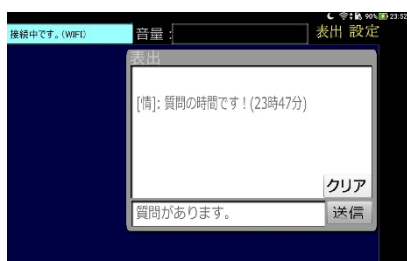 90% 23:52
接続中です。(WIFI)
音量:
表出 設定
表出
[情]: 質問の時間です!(23時47分)
クリア
質問があります。
送信